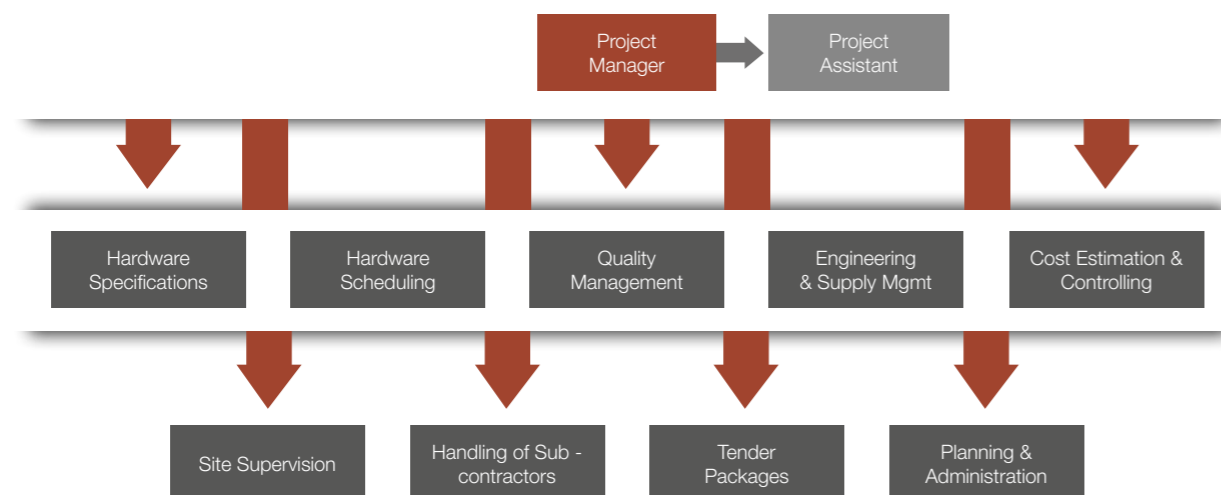 Project
Manager
Project
Assistant
Hardware
Specifications
Hardware
Scheduling
Quality
Management
Engineering
& Supply Mgmt
Cost Estimation &
Controlling
Site Supervision
Handling of Sub -
contractors
Tender
Packages
Planning &
Administration